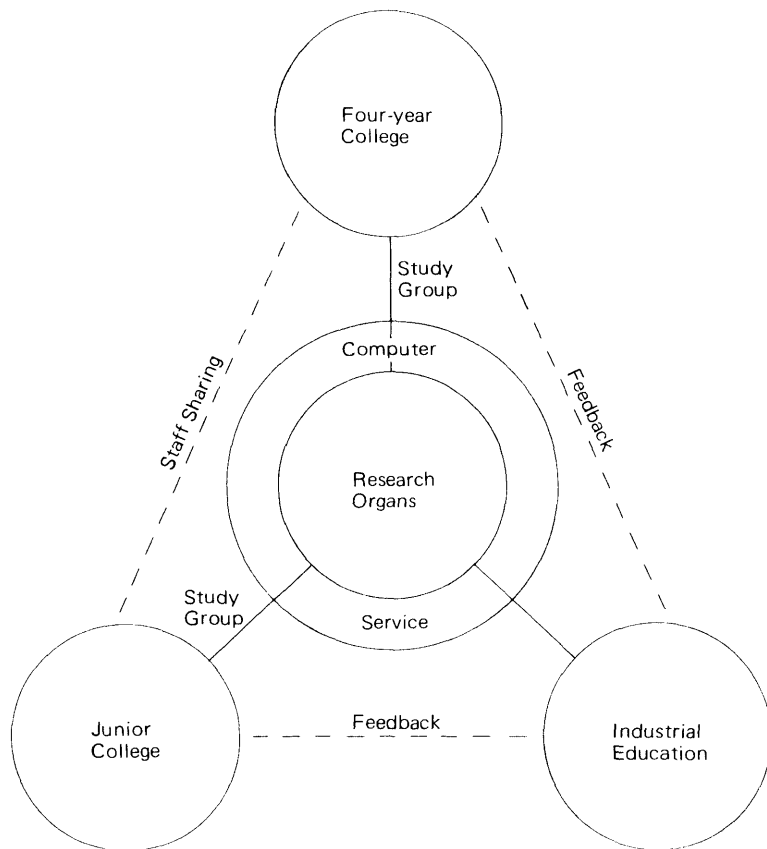 Four-year
College
Study
Group
Computer
Staff Sharing
Feedback
Research
Organs
Study
Group
Service
Feedback
Junior
College
Industrial
Education